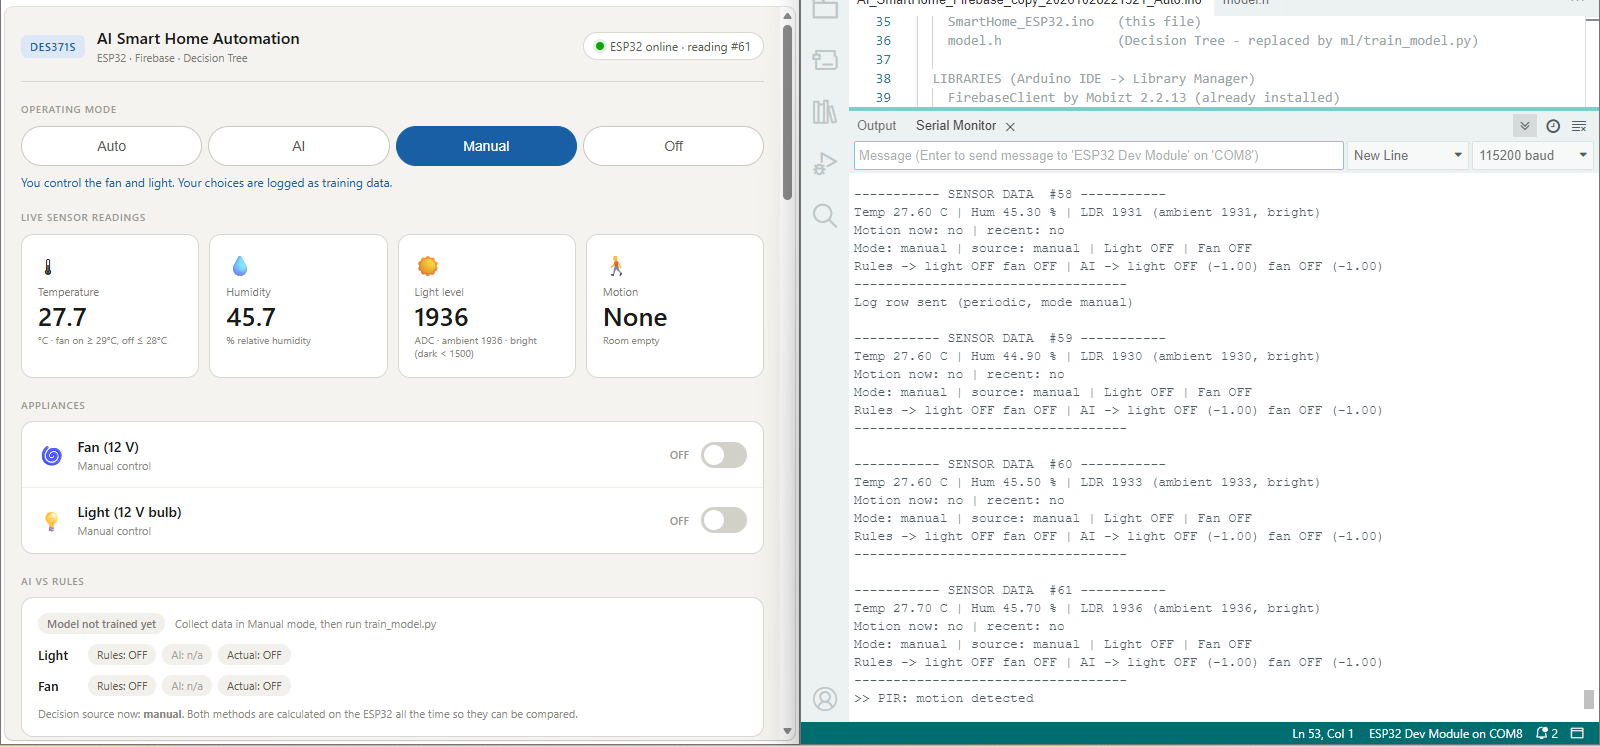 DES371S
AI Smart Home Automation
ESP32 · Firebase · Decision Tree
ESP32 online · reading #61
OPERATING MODE
Auto
AI
Manual
Off
You control the fan and light. Your choices are logged as training data.
LIVE SENSOR READINGS
Temperature
27.7
°C · fan on ≥ 29°C, off ≤ 28°C
Humidity
45.7
% relative humidity
Light level
1936
ADC · ambient 1936 · bright
(dark < 1500)
Motion
None
Room empty
APPLIANCES
Fan (12 V)
Manual control
OFF
Light (12 V bulb)
Manual control
OFF
AI VS RULES
Model not trained yet Collect data in Manual mode, then run train_model.py
Light Rules: OFF AI: n/a Actual: OFF
Fan Rules: OFF AI: n/a Actual: OFF
Decision source now: manual. Both methods are calculated on the ESP32 all the time so they can be compared.
35 SmartHome_ESP32.ino (this file)
36 model.h (Decision Tree - replaced by ml/train_model.py)
37
38 LIBRARIES (Arduino IDE -> Library Manager)
39 FirebaseClient by Mobizt 2.2.13 (already installed)
Output Serial Monitor
Message (Enter to send message to 'ESP32 Dev Module' on 'COM8')
New Line
115200 baud
----------- SENSOR DATA #58 -----------
Temp 27.60 C | Hum 45.30 % | LDR 1931 (ambient 1931, bright)
Motion now: no | recent: no
Mode: manual | source: manual | Light OFF | Fan OFF
Rules -> light OFF fan OFF | AI -> light OFF (-1.00) fan OFF (-1.00)
-----------------------------------
Log row sent (periodic, mode manual)
----------- SENSOR DATA #59 -----------
Temp 27.60 C | Hum 44.90 % | LDR 1930 (ambient 1930, bright)
Motion now: no | recent: no
Mode: manual | source: manual | Light OFF | Fan OFF
Rules -> light OFF fan OFF | AI -> light OFF (-1.00) fan OFF (-1.00)
-----------------------------------
----------- SENSOR DATA #60 -----------
Temp 27.60 C | Hum 45.50 % | LDR 1933 (ambient 1933, bright)
Motion now: no | recent: no
Mode: manual | source: manual | Light OFF | Fan OFF
Rules -> light OFF fan OFF | AI -> light OFF (-1.00) fan OFF (-1.00)
-----------------------------------
----------- SENSOR DATA #61 -----------
Temp 27.70 C | Hum 45.70 % | LDR 1936 (ambient 1936, bright)
Motion now: no | recent: no
Mode: manual | source: manual | Light OFF | Fan OFF
Rules -> light OFF fan OFF | AI -> light OFF (-1.00) fan OFF (-1.00)
-----------------------------------
>> PIR: motion detected
Ln 53, Col 1 ESP32 Dev Module on COM8 2